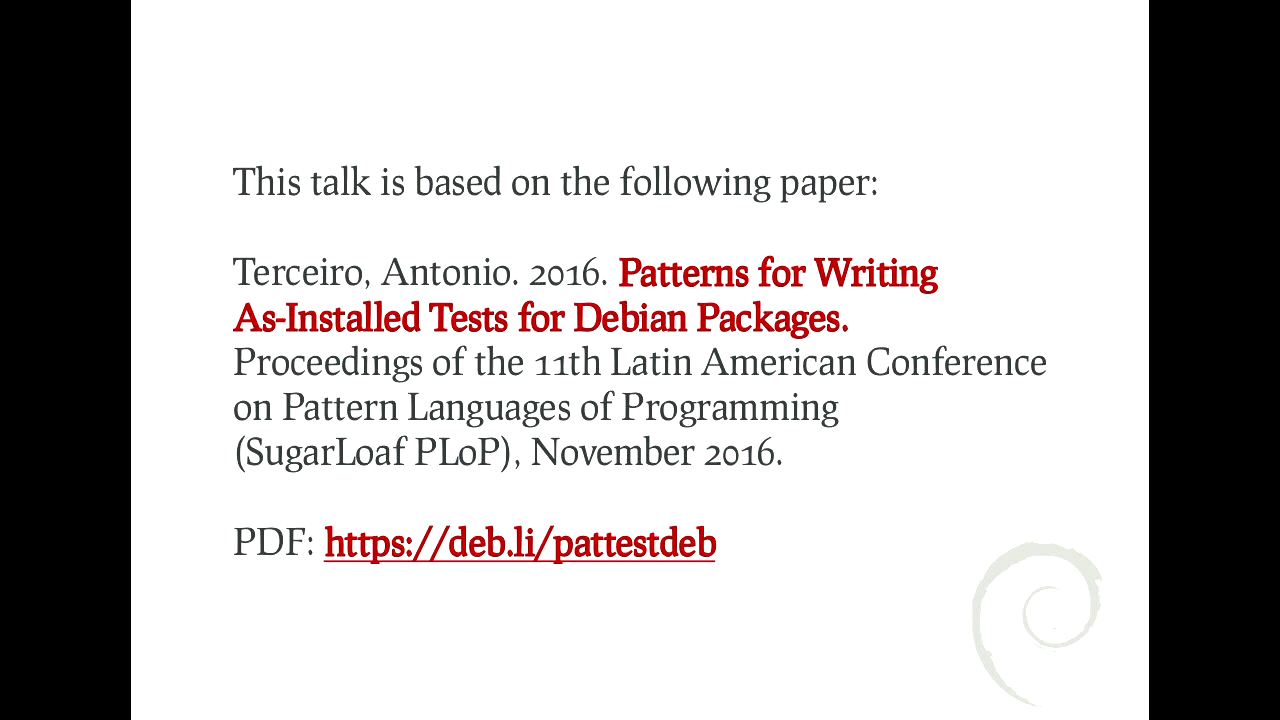 This talk is based on the following paper:
Terceiro, Antonio. 2016. Patterns for Writing
As-Installed Tests for Debian Packages.
Proceedings of the 11th Latin American Conference
on Pattern Languages of Programming
(SugarLoaf PLoP), November 2016.
PDF: https://deb.li/pattestdeb